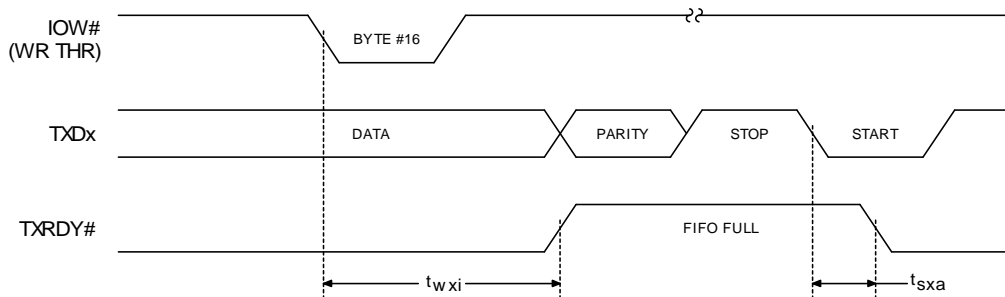 IOW#
(WR THR)
BYTE #16
TXDx
DATA
PARITY
STOP
START
TXRDY#
FIFO FULL
twxi
tsxa